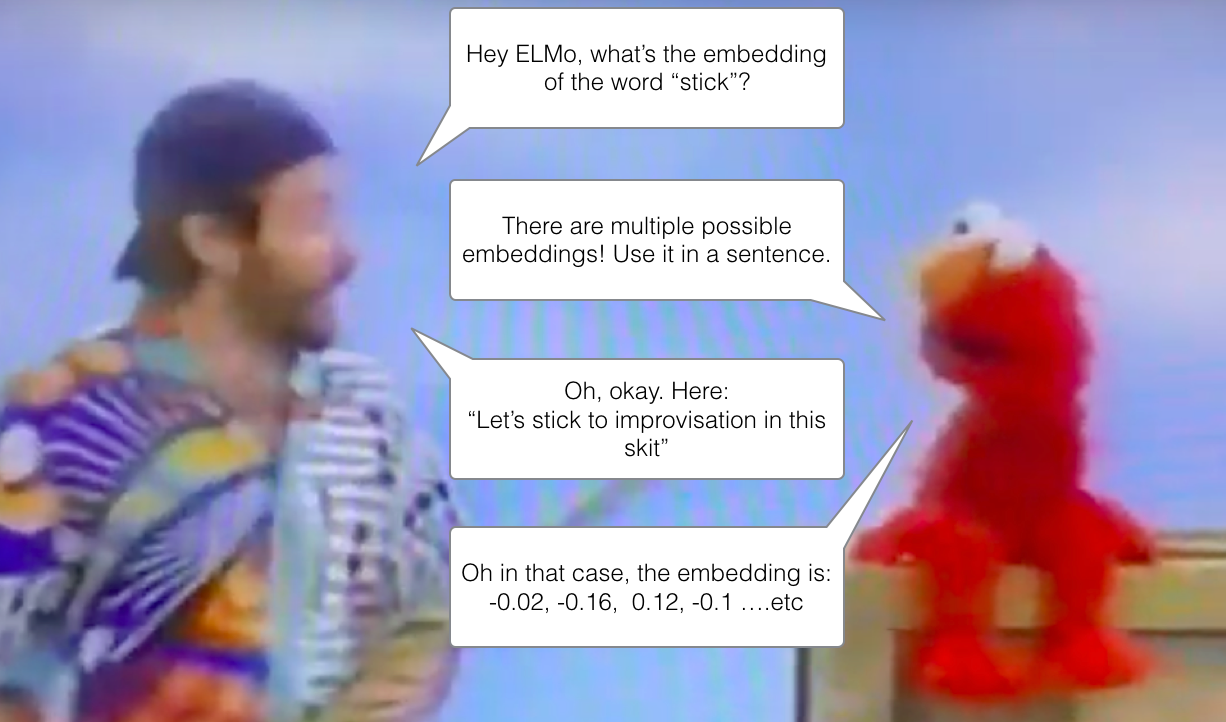 Hey ELMo, what’s the embedding
of the word “stick”?
There are multiple possible
embeddings! Use it in a sentence.
Oh, okay. Here:
“Let’s stick to improvisation in this
skit”
Oh in that case, the embedding is:
-0.02, -0.16,  0.12, -0.1 ….etc